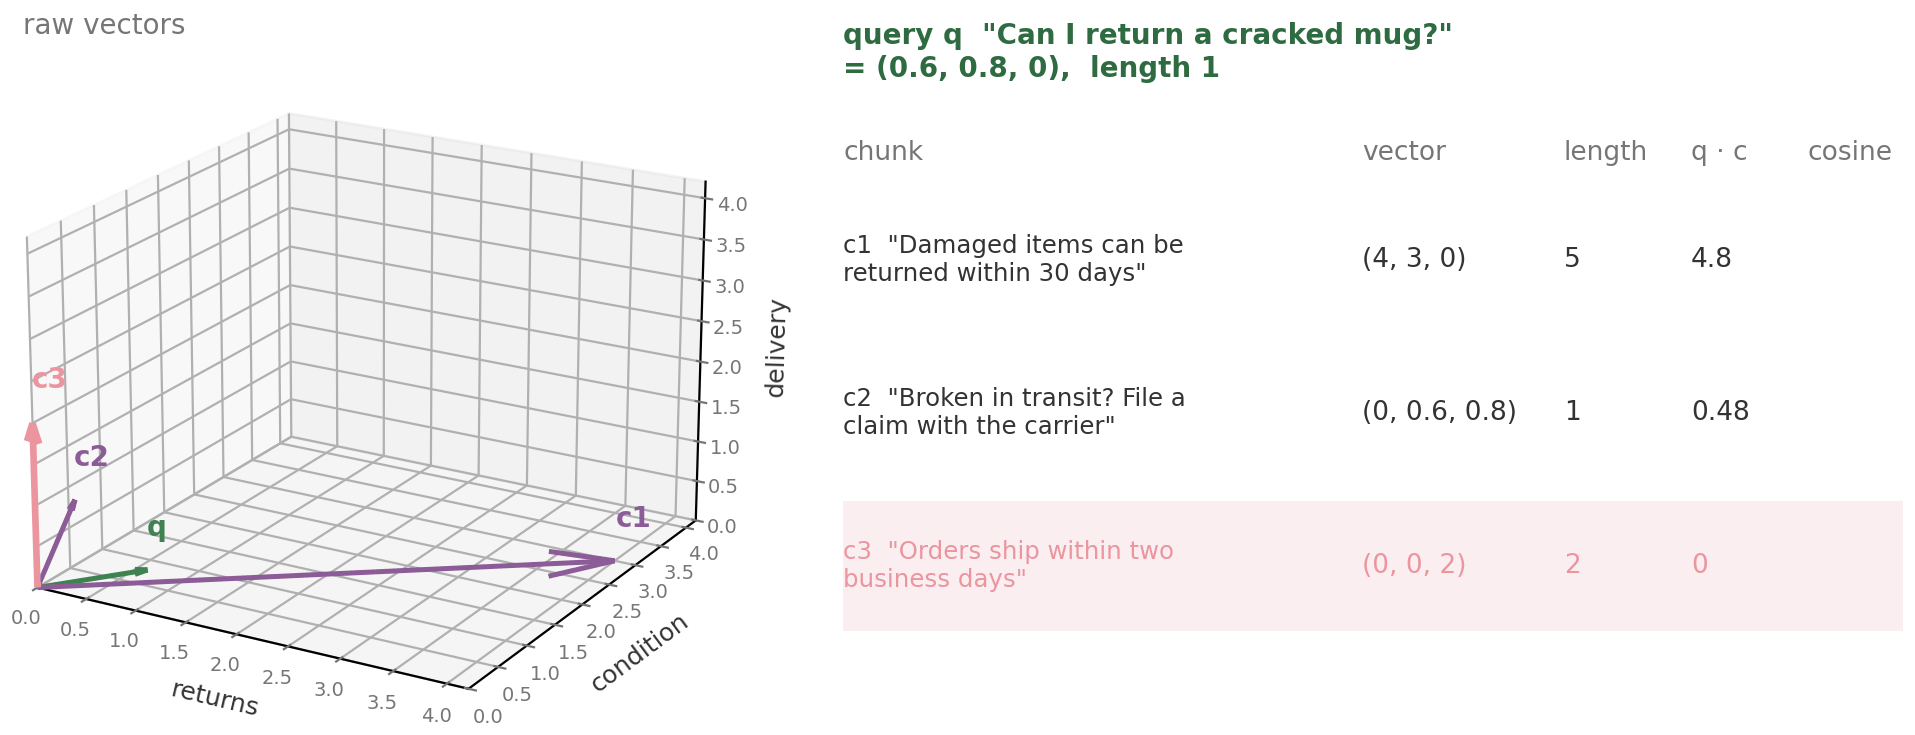 raw vectors
query q  "Can I return a cracked mug?"
= (0.6, 0.8, 0),  length 1
chunk vector length q · c cosine
c1  "Damaged items can be
returned within 30 days"
(4, 3, 0) 5 4.8
c2  "Broken in transit? File a
claim with the carrier"
(0, 0.6, 0.8) 1 0.48
c3  "Orders ship within two
business days"
(0, 0, 2) 2 0
c3
c2
q
c1
0.0 0.5 1.0 1.5 2.0 2.5 3.0 3.5 4.0
returns
0.0 0.5 1.0 1.5 2.0 2.5 3.0 3.5 4.0
condition
0.0 0.5 1.0 1.5 2.0 2.5 3.0 3.5 4.0
delivery